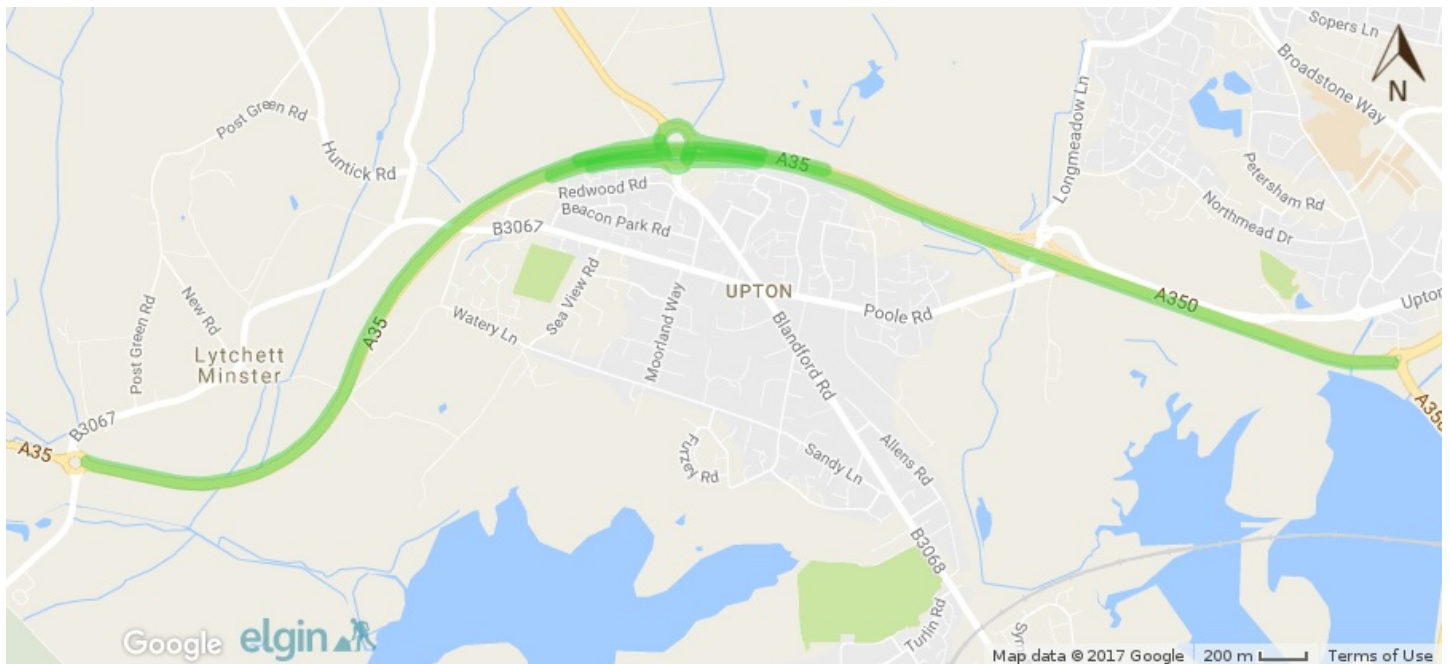 Sopers Ln
Broadstone Way
N
Post Green Rd
Huntick Rd
Longmeadow Ln
A35
Petersham Rd
Redwood Rd
Beacon Park Rd
Northmead Dr
B3067
Sea View Rd
UPTON
A350
Upton
New Rd
Post Green Rd
Watery Ln
Moorland Way
Poole Rd
A35
Blandford Rd
Lytchett
Minster
B3067
A35
A350
Furzey Rd
Sandy Ln
Allens Rd
B3068
Turlin Rd
Google
elgin
Map data © 2017 Google
200 m
Terms of Use